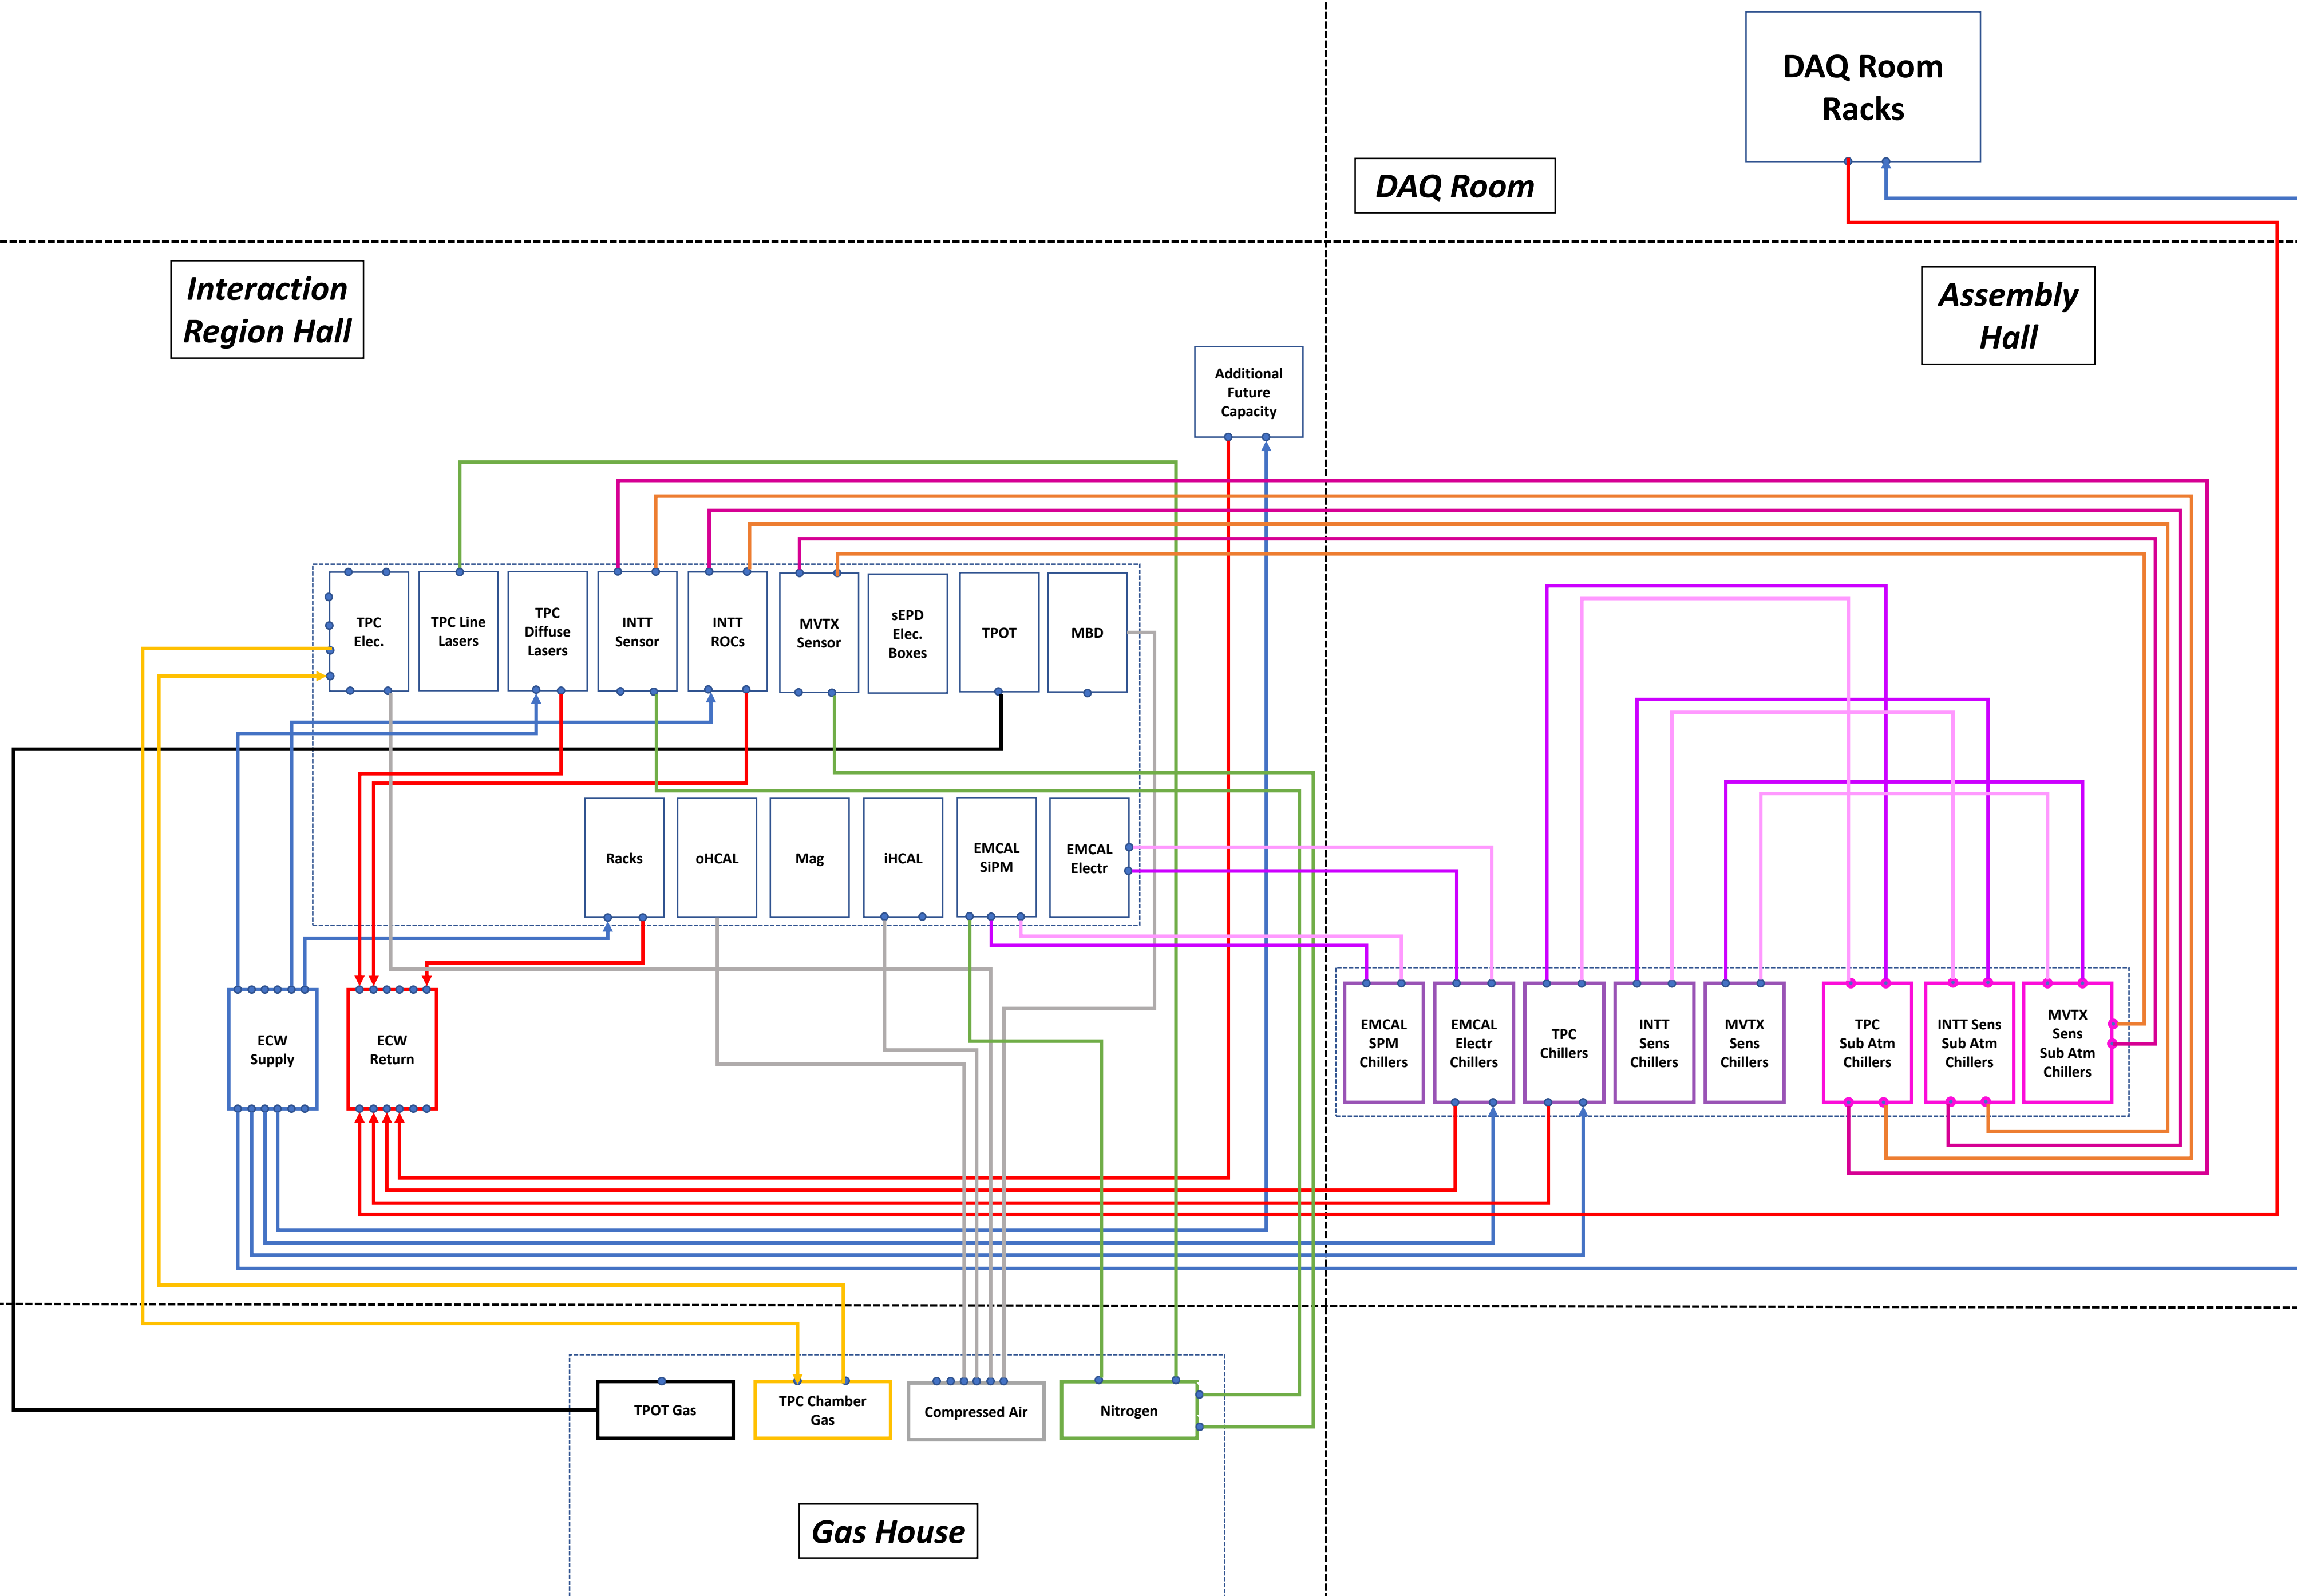 DAQ Room
Racks
DAQ Room
Interaction
Region Hall
Assembly
Hall
Additional
Future
Capacity
TPC
Elec.
TPC Line
Lasers
TPC
Diffuse
Lasers
INTT
Sensor
INTT
ROCs
MVTX
Sensor
sEPD
Elec.
Boxes
TPOT
MBD
Racks
oHCAL
Mag
iHCAL
EMCAL
SiPM
EMCAL
Electr
ECW
Supply
ECW
Return
EMCAL
SPM
Chillers
EMCAL
Electr
Chillers
TPC
Chillers
INTT
Sens
Chillers
MVTX
Sens
Chillers
TPC
Sub Atm
Chillers
INTT Sens
Sub Atm
Chillers
MVTX
Sens
Sub Atm
Chillers
TPOT Gas
TPC Chamber
Gas
Compressed Air
Nitrogen
Gas House